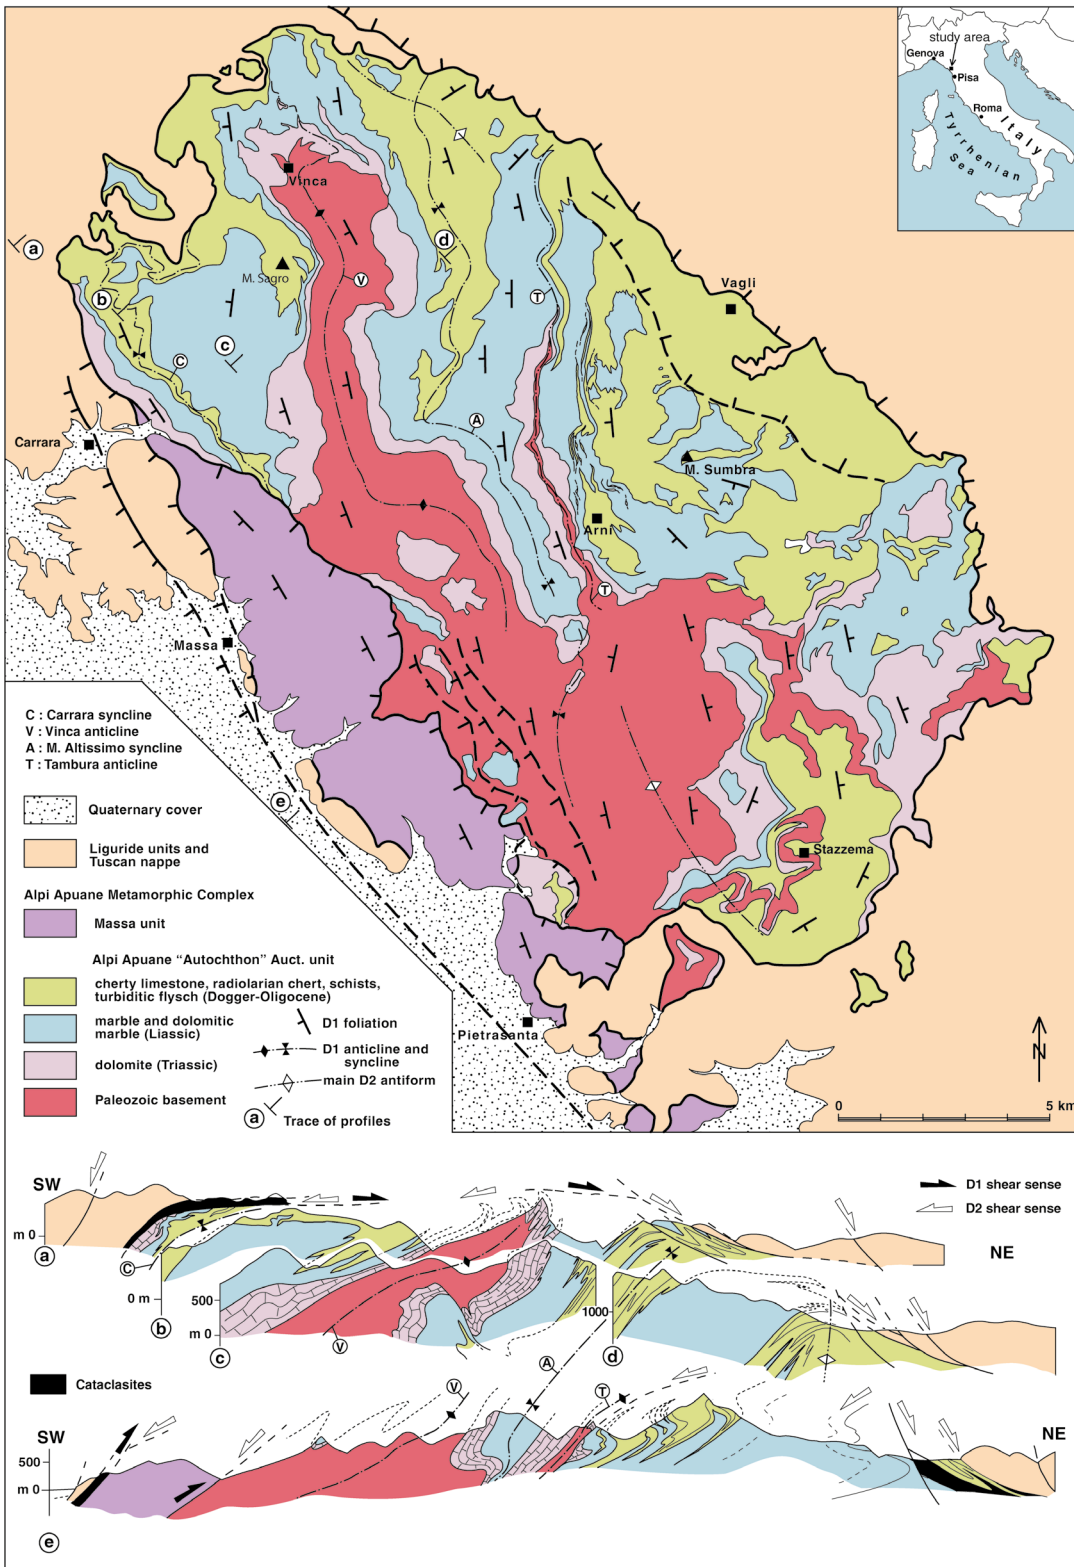 study area
Genova
Pisa
Roma
Italy
Tyrrhenian
Sea
Vinca
a
d
M. Sagro
V
b
T
Vagli
c
C
A
Carrara
M. Sumbra
Arni
T
Massa
C : Carrara syncline
V : Vinca anticline
A : M. Altissimo syncline
T : Tambura anticline
e
Quaternary cover
Stazzema
Liguride units and
Tuscan nappe
Alpi Apuane Metamorphic Complex
Massa unit
Alpi Apuane “Autochthon” Auct. unit
cherty limestone, radiolarian chert, schists,
turbiditic flysch (Dogger-Oligocene)
marble and dolomitic
marble (Liassic)
D1 foliation
Pietrasanta
D1 anticline and
syncline
dolomite (Triassic)
main D2 antiform
N
Paleozoic basement
a
Trace of profiles
0
5 km
SW
D1 shear sense
D2 shear sense
m 0
a
NE
C
0 m
b
500
m 0
c
V
1000
d
A
Cataclasites
V
T
SW
NE
500
m 0
e